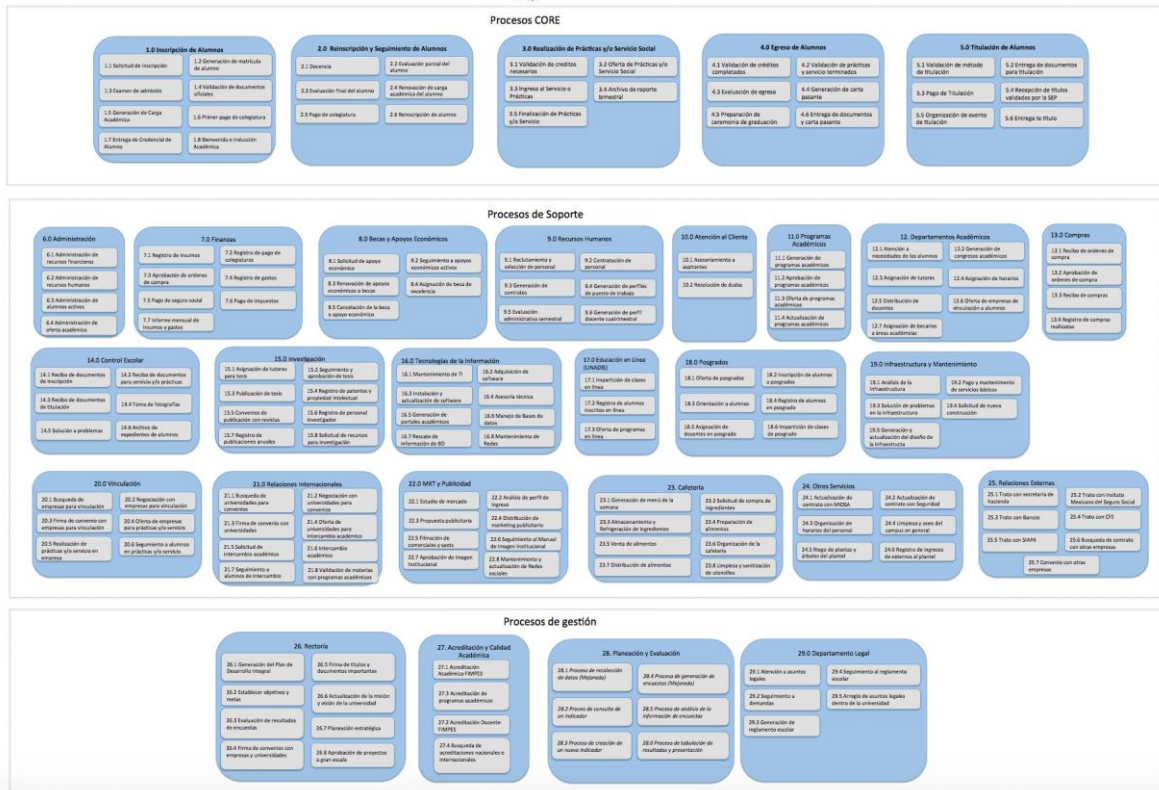 Procesos CORE
1.0 Inscripción de Alumnos
1.1 Solicitud de Inscripción
1.2 Generación de matrícula
de alumno
1.3 Examen de admisión
1.4 Validación de documentos
oficiales
1.5 Generación de Carga
Académica
1.6 Primer pago de colegiatura
1.7 Entrega de Credencial de
Alumno
1.8 Bienvenida e Inducción
Académica
2.0 Reinscripción y Seguimiento de Alumnos
2.1 Docencia
2.2 Evaluación parcial del
alumno
2.3 Evaluación final del alumno
2.4 Renovación de carga
académica del alumno
2.5 Pago de colegiatura
2.6 Reinscripción de alumno
3.0 Realización de Prácticas y/o Servicio Social
3.1 Validación de creditos
necesarios
3.2 Oferta de Prácticas y/o
Servicio Social
3.3 Ingreso al Servicio o
Prácticas
3.4 Archivo de reporte
bimestral
3.5 Finalización de Prácticas
y/o Servicio
4.0 Egreso de Alumnos
4.1 Validación de créditos
completados
4.2 Validación de prácticas
y servicio terminados
4.3 Evaluación de egreso
4.4 Generación de carta
pasante
4.5 Preparación de
ceremonia de graduación
4.6 Entrega de documentos
y carta pasante
5.0 Titulación de Alumnos
5.1 Validación de método
de titulación
5.2 Entrega de documentos
para titulación
5.3 Pago de Titulación
5.4 Recepción de títulos
validados por la SEP
5.5 Organización de evento
de titulación
5.6 Entrega te título
Procesos de Soporte
6.0 Administración
6.1 Administración de
recursos financieros
6.2 Administración de
recursos humanos
6.3 Administración de
alumnos activos
6.4 Administración de
oferta académica
7.0 Finanzas
7.1 Registro de Insumos
7.2 Registro de pago de
colegiaturas
7.3 Aprobación de ordenes
de compra
7.4 Registro de gastos
7.5 Pago de seguro social
7.6 Pago de impuestos
7.7 Informe mensual de
insumos y gastos
8.0 Becas y Apoyos Económicos
8.1 Solicitud de apoyo
económico
8.2 Seguimiento a apoyos
económicos activos
8.3 Renovación de apoyo
económicos o becas
8.4 Asignación de beca de
excelencia
8.5 Cancelación de la beca
o apoyo económico
9.0 Recursos Humanos
9.1 Reclutamiento
y selección de personal
9.2 Contratación de
personal
9.3 Generación de
contratos
9.4 Generación de perfiles
de puesto de trabajo
9.5 Evaluación
administrativa semestral
9.6 Generación de perfil
docente cuatrimestral
10.0 Atención al Cliente
10.1 Asesoramiento a
aspirantes
10.2 Resolución de dudas
11.0 Programas
Académicos
11.1 Generación de
programas académicos
11.2 Aprobación de
programas académicos
11.3 Oferta de programas
académicos
11.4 Actualización de
programas académicos
12. Departamentos Académicos
12.1 Atención a
necesidades de los alumnos
12.2 Generación de
congresos académicos
12.3 Asignación de tutores
12.4 Asignación de horarios
12.5 Distribución de
docentes
12.6 Oferta de empresas de
vinculación a alumnos
12.7 Asignación de becarios
a áreas académicas
13.0 Compras
13.1 Recibo de ordenes de
compra
13.2 Aprobación de
ordenes de compra
13.3 Recibo de compras
13.4 Registro de compras
realizadas
14.0 Control Escolar
14.1 Recibo de documentos
de inscripción
14.2 Recibo de documentos
para servicio y/o prácticas
14.3 Recibo de documentos
de titulación
14.4 Toma de fotografías
14.5 Solución a problemas
14.6 Archivo de
expedientes de alumnos
15.0 Investigación
15.1 Asignación de tutores
para tesis
15.2 Seguimiento y
aprobación de tesis
15.3 Publicación de tesis
15.4 Registro de patentes y
propiedad intelectual
15.5 Convenios de
publicación con revistas
15.6 Registro de personal
investigador
15.7 Registro de
publicaciones anuales
15.8 Solicitud de recursos
para investigación
16.0 Tecnologías de la Información
16.1 Mantenimiento de TI
16.2 Adquisición de
software
16.3 Instalación y
actualización de software
16.4 Asesoría técnica
16.5 Generación de
portales académicos
16.6 Manejo de Bases de
datos
16.7 Rescate de
información de BD
16.8 Mantenimiento de
Redes
17.0 Educación en Línea
(UNADIS)
17.1 Impartición de clases
en línea
17.2 Registro de alumnos
inscritos en línea
17.3 Oferta de programas
en línea
18.0 Posgrados
18.1 Oferta de posgrados
18.2 Inscripción de alumnos
a posgrados
18.3 Orientación a alumnos
18.4 Registro de alumnos
en posgrado
18.5 Asignación de
docentes en posgrado
18.6 Impartición de clases
de posgrado
19.0 Infraestructura y Mantenimiento
19.1 Análisis de la
Infraestructura
19.2 Pago y mantenimiento
de servicios básicos
19.3 Solución de problemas
en la infraestructura
19.4 Solicitud de nueva
construcción
19.5 Generación y
actualización del diseño de
la infraestructa
20.0 Vinculación
20.1 Busqueda de
empresas para vinculación
20.2 Negociación con
empresas para vinculación
20.3 Firma de convenio con
empresas para vinculación
20.4 Oferta de empresas
para prácticas y/o servicio
20.5 Realización de
prácticas y/o servicio en
empresa
20.6 Seguimiento a alumnos
en prácticas y/o servicio
21.0 Relaciones Internacionales
21.1 Busqueda de
universidades para
convenios
21.2 Negociación con
universidades para
convenios
21.3 Firma de convenio con
universidades
21.4 Oferta de
universidades para
intercambio académico
21.5 Solicitud de
intercambio académico
21.6 Intercambio
académico
21.7 Seguimiento a
alumnos de intercambio
21.8 Validación de materias
con programas académicos
22.0 MKT y Publicidad
22.1 Estudio de mercado
22.2 Análisis de perfil de
ingreso
22.3 Propuesta publicitaria
22.4 Distribución de
marketing publicitario
22.5 Filmación de
comerciales y spots
22.6 Seguimiento al Manual
de Imagen Institucional
22.7 Aprobación de Imagen
Institucional
22.8 Mantenimiento y
actualización de Redes
sociales
23. Cafetería
23.1 Generación de menú de la
semana
23.2 Solicitud de compra de
ingredientes
23.3 Almacenamiento y
Refrigeración de ingredientes
23.4 Preparación de
alimentos
23.5 Venta de alimentos
23.6 Organización de la
cafetería
23.7 Distribución de alimentos
23.8 Limpieza y sanitización
de utensilios
24. Otros Servicios
24.1 Actualización de
contrato con MIDSA
24.2 Actualización de
contrato con Seguridad
24.3 Organización de
horarios del personal
24.4 Limpieza y aseo del
campus en general
24.5 Riego de plantas y
árboles del plantel
24.6 Registro de ingresos
de externos al plantel
25. Relaciones Externas
25.1 Trato con secretaría de
hacienda
25.2 Trato con Insituto
Mexicano del Seguro Social
25.3 Trato con Bancos
25.4 Trato con CFE
25.5 Trato con SIAPA
25.6 Busqueda de contrato
con otras empresas
25.7 Convenio con otras
empresas
Procesos de gestión
26. Rectoría
26.1 Generación del Plan de
Desarrollo Integral
26.5 Firma de títulos y
documentos importantes
26.2 Establecer objetivos y
metas
26.6 Actualización de la misión
y visión de la universidad
26.3 Evaluación de resultados
de encuestas
26.7 Planeación estratégica
26.4 Firma de convenios con
empresas y universidades
26.8 Aprobación de proyectos
a gran escala
27. Acreditación y Calidad
Académica
27.1 Acreditación
Académica FIMPES
27.3 Acreditación de
programas académicos
27.2 Acreditación Docente
FIMPES
27.4 Busqueda de
acreditaciones nacionales e
internacionales
28. Planeación y Evaluación
28.1 Proceso de recolección
de datos (Mejorado)
28.4 Proceso de generación de
encuestas (Mejorado)
28.2 Proceso de consulta de
un indicador
28.5 Proceso de análisis de la
información de encuestas
28.3 Proceso de creación de
un nuevo indicador
28.6 Proceso de tabulación de
resultados y presentación
29.0 Departamento Legal
29.1 Atención a asuntos
legales
29.4 Seguimiento al reglamento
escolar
29.2 Seguimiento a
demandas
29.5 Arreglo de asuntos legales
dentro de la universidad
29.3 Generación de
reglamento escolar